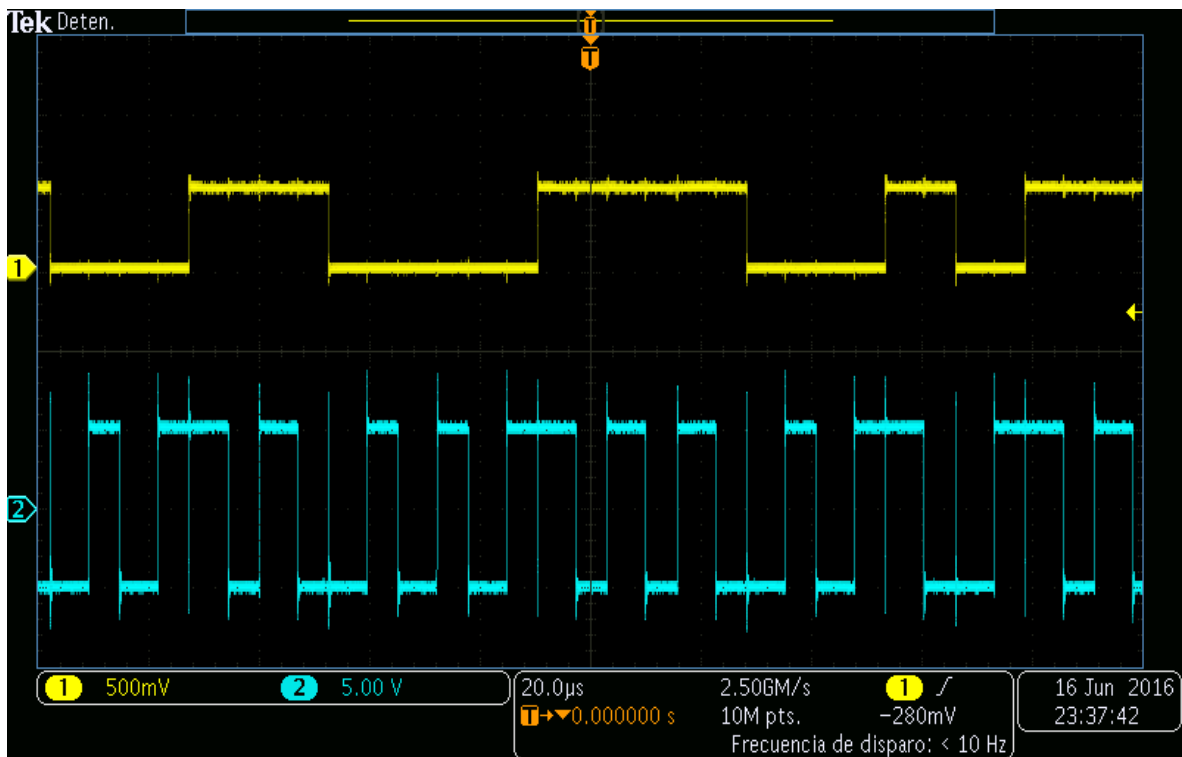 Tek Deten.
T
T
1
2
1 500mV 2 5.00 V
20.0µs 2.50GM/s 1
T→▼0.000000 s 10M pts. −280mV
Frecuencia de disparo: < 10 Hz
16 Jun 2016
23:37:42